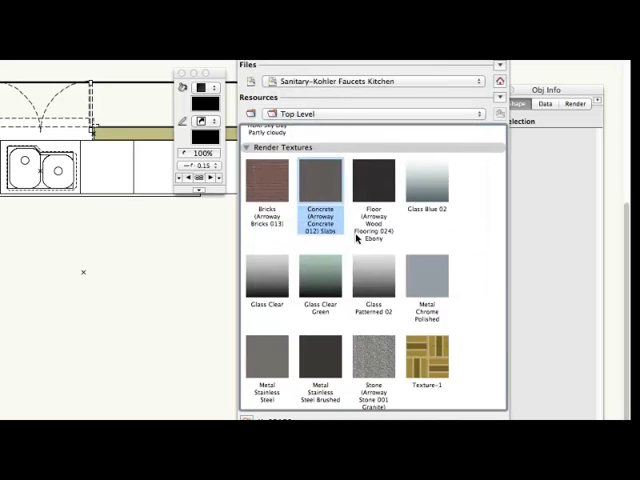 Files
Sanitary-Kohler Faucets Kitchen
Resources
Top Level
Obj Info
Shape
Data
Render
Partly cloudy
Render Textures
Bricks
(Arroway
Bricks 013)
Concrete
(Arroway
Concrete
012) Slabs
Floor
(Arroway
Wood
Flooring 024)
Ebony
Glass Blue 02
100%
0.15
Glass Clear
Glass Clear
Green
Glass
Patterned 02
Metal
Chrome
Polished
Metal
Stainless
Steel
Metal
Stainless
Steel Brushed
Stone
(Arroway
Stone 001
Granite)
Texture-1